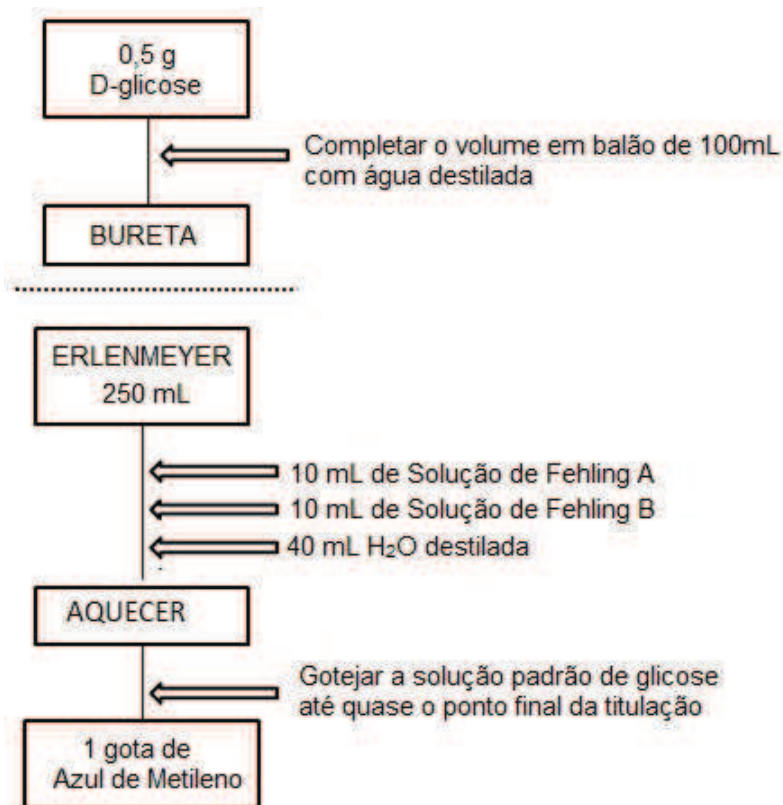 0,5 g
D-glicose
Completar o volume em balão de 100mL
com água destilada
BURETA
ERLENMEYER
250 mL
10 mL de Solução de Fehling A
10 mL de Solução de Fehling B
40 mL H₂O destilada
AQUECER
Gotejar a solução padrão de glicose
até quase o ponto final da titulação
1 gota de
Azul de Metileno